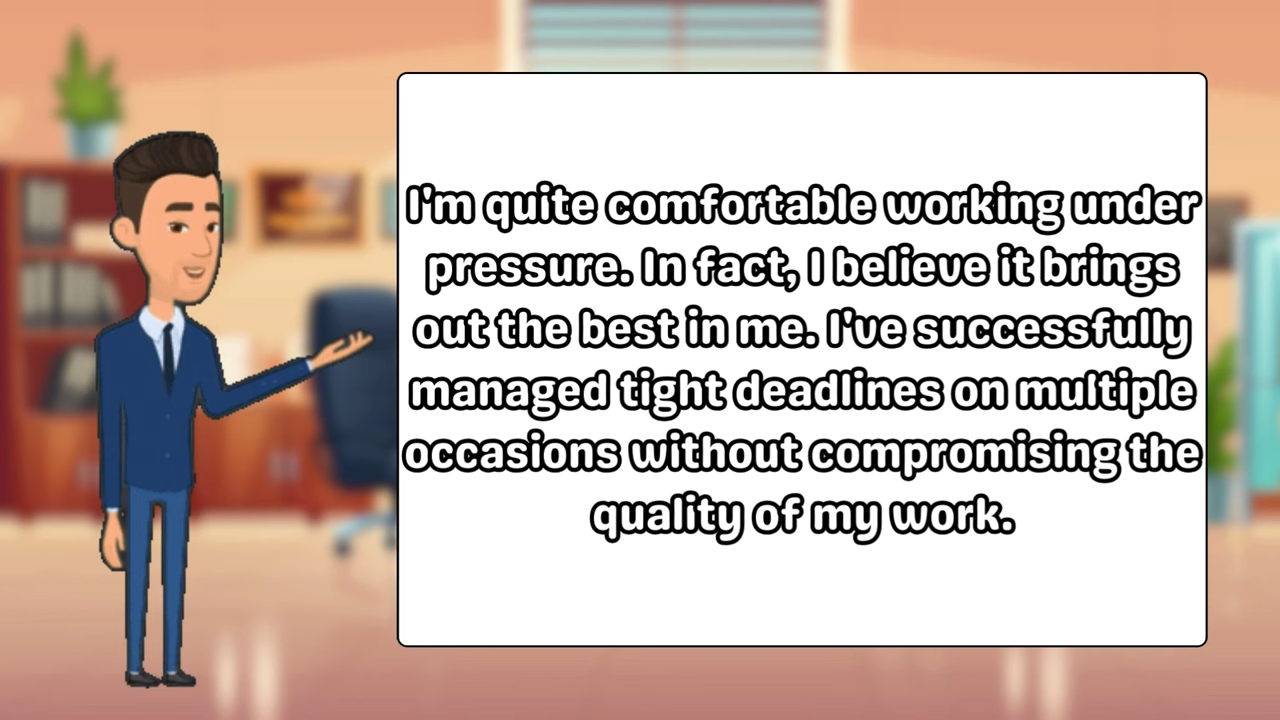 I'm quite comfortable working under
pressure. In fact, I believe it brings
out the best in me. I've successfully
managed tight deadlines on multiple
occasions without compromising the
quality of my work.